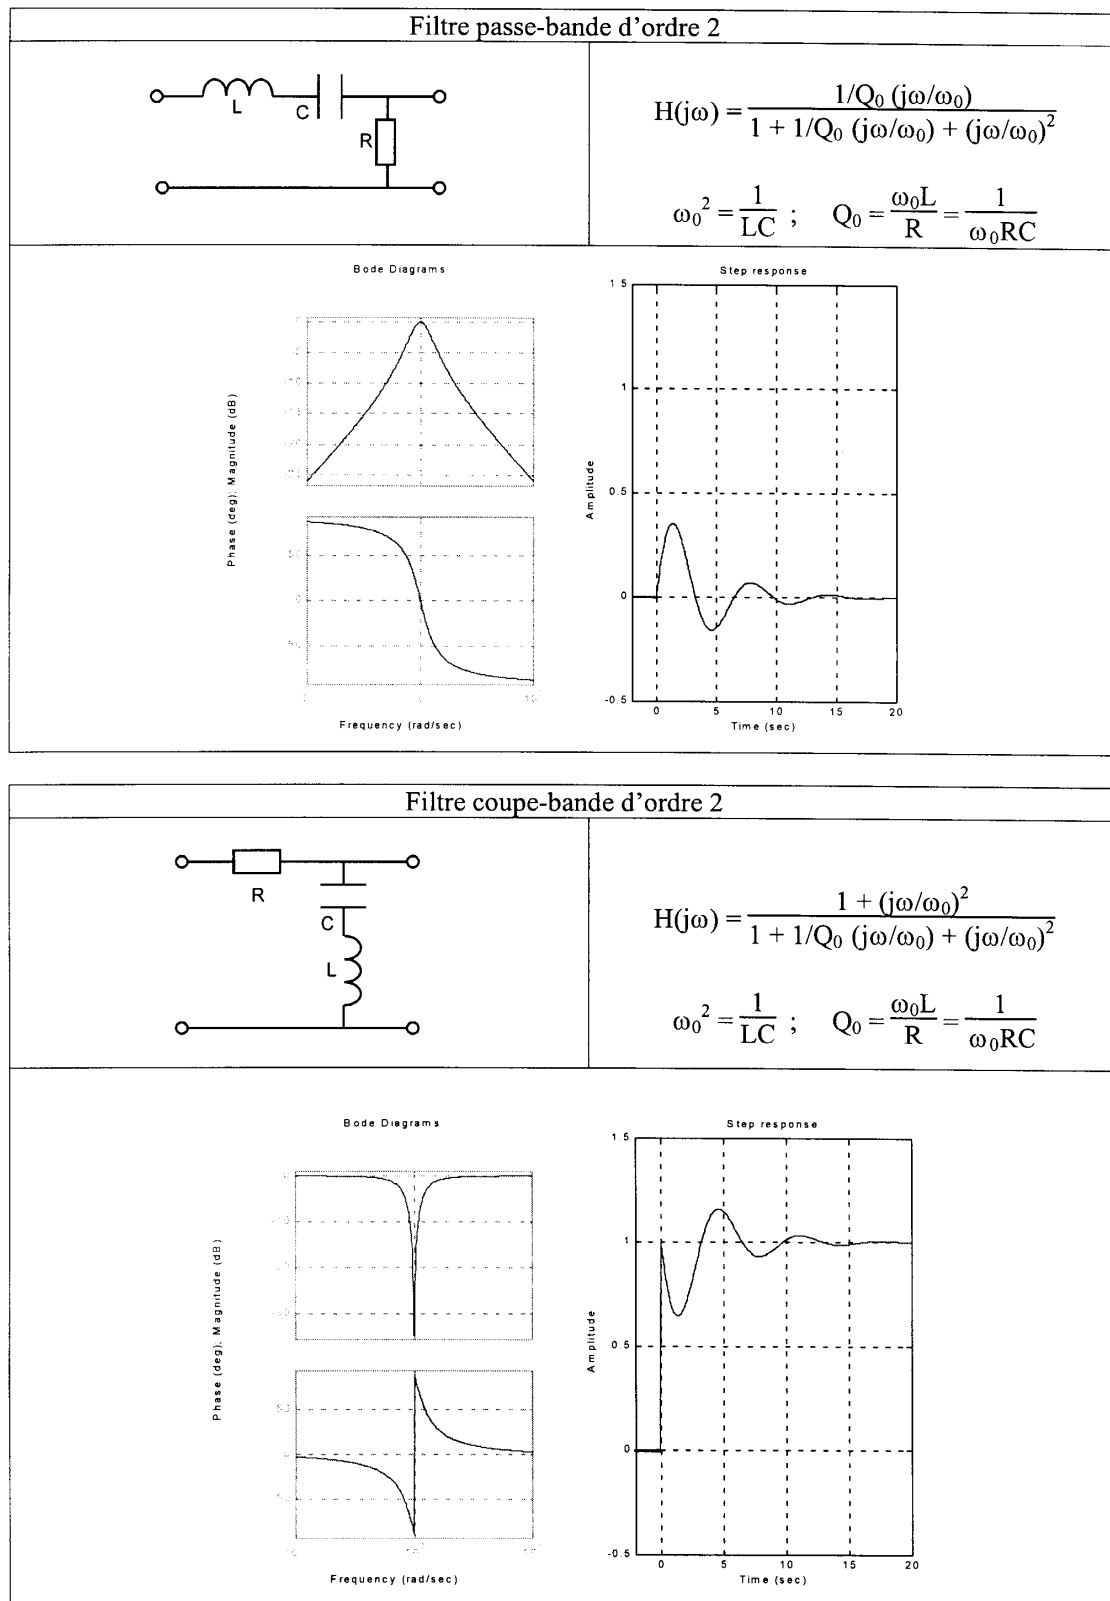 Filtre passe-bande d'ordre 2
L
C
R
H(jω) = 1/Q₀ (jω/ω₀) / 1 + 1/Q₀ (jω/ω₀) + (jω/ω₀)²
ω₀² = 1/LC ; Q₀ = ω₀L/R = 1/ω₀RC
Bode Diagrams
Phase (deg); Magnitude (dB)
Frequency (rad/sec)
Step response
Amplitude
1.5
1
0.5
0
-0.5
0 5 10 15 20
Time (sec)
Filtre coupe-bande d'ordre 2
R
C
L
H(jω) = 1 + (jω/ω₀)² / 1 + 1/Q₀ (jω/ω₀) + (jω/ω₀)²
ω₀² = 1/LC ; Q₀ = ω₀L/R = 1/ω₀RC
Bode Diagrams
Phase (deg); Magnitude (dB)
Frequency (rad/sec)
Step response
Amplitude
1.5
1
0.5
0
-0.5
0 5 10 15 20
Time (sec)